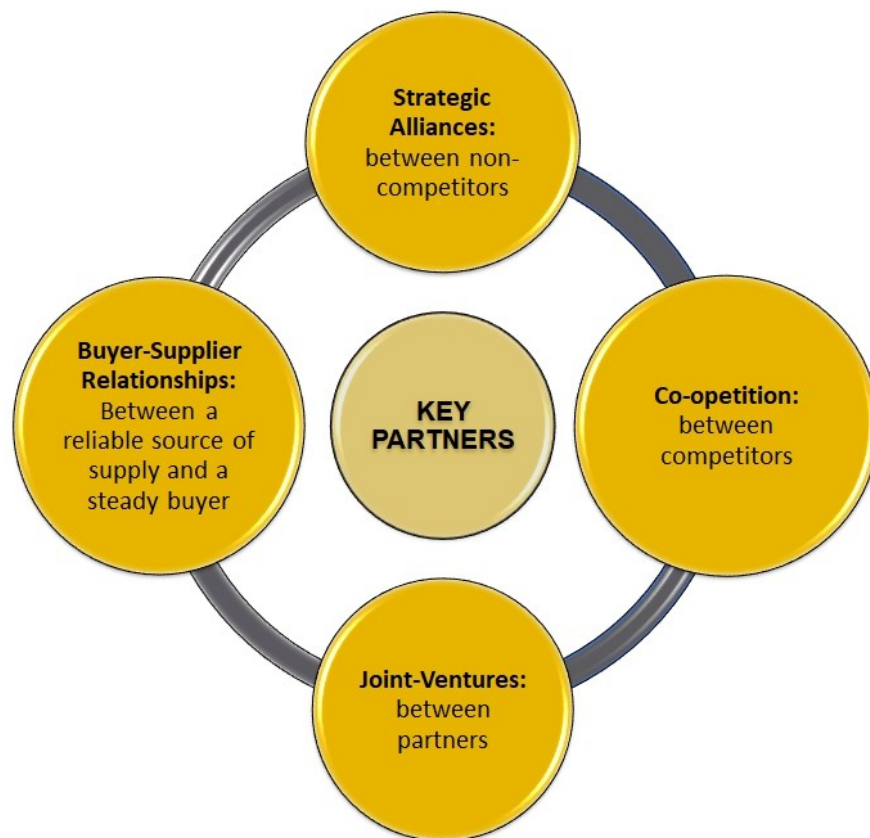 Strategic
Alliances:
between non-
competitors
Buyer-Supplier
Relationships:
Between a
reliable source of
supply and a
steady buyer
KEY
PARTNERS
Co-opetition:
between
competitors
Joint-Ventures:
between
partners